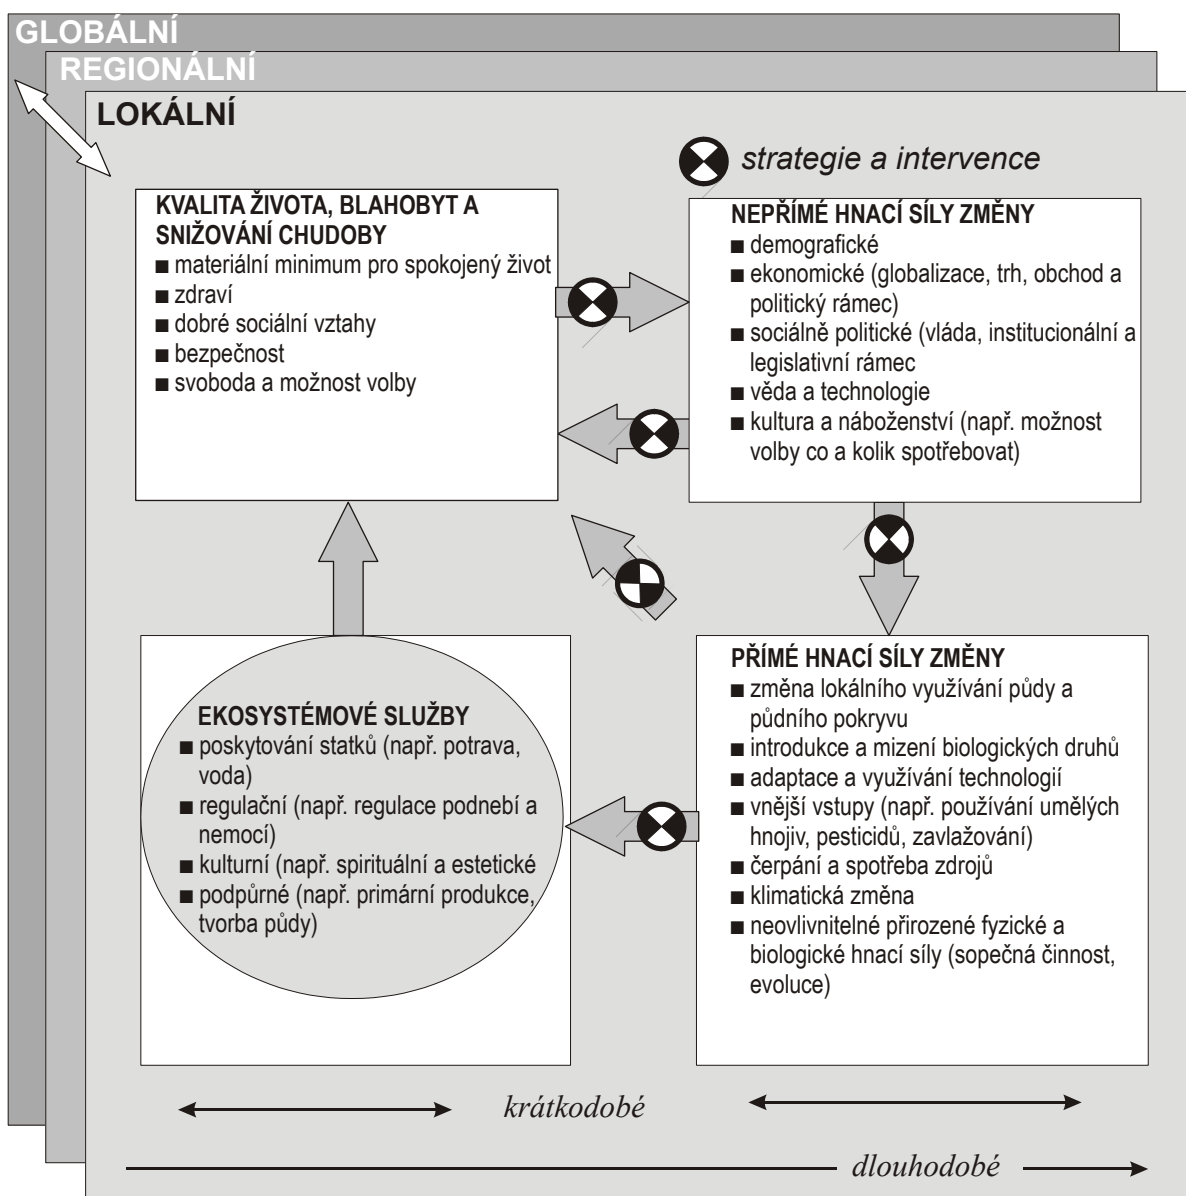 GLOBÁLNÍ
REGIONÁLNÍ
LOKÁLNÍ
strategie a intervence
KVALITA ŽIVOTA, BLAHOBYT A
SNIŽOVÁNÍ CHUDOBY
■ materiální minimum pro spokojený život
■ zdraví
■ dobré sociální vztahy
■ bezpečnost
■ svoboda a možnost volby
NEPŘÍMÉ HNACÍ SÍLY ZMĚNY
■ demografické
■ ekonomické (globalizace, trh, obchod a
politický rámec)
■ sociálně politické (vláda, institucionální a
legislativní rámec
■ věda a technologie
■ kultura a náboženství (např. možnost
volby co a kolik spotřebovat)
EKOSYSTÉMOVÉ SLUŽBY
■ poskytování statků (např. potrava,
voda)
■ regulační (např. regulace podnebí a
nemocí)
■ kulturní (např. spirituální a estetické
■ podpůrné (např. primární produkce,
tvorba půdy)
PŘÍMÉ HNACÍ SÍLY ZMĚNY
■ změna lokálního využívání půdy a
půdního pokryvu
■ introdukce a mizení biologických druhů
■ adaptace a využívání technologií
■ vnější vstupy (např. používání umělých
hnojiv, pesticidů, zavlažování)
■ čerpání a spotřeba zdrojů
■ klimatická změna
■ neovlivnitelné přirozené fyzické a
biologické hnací síly (sopečná činnost,
evoluce)
krátkodobé
dlouhodobé